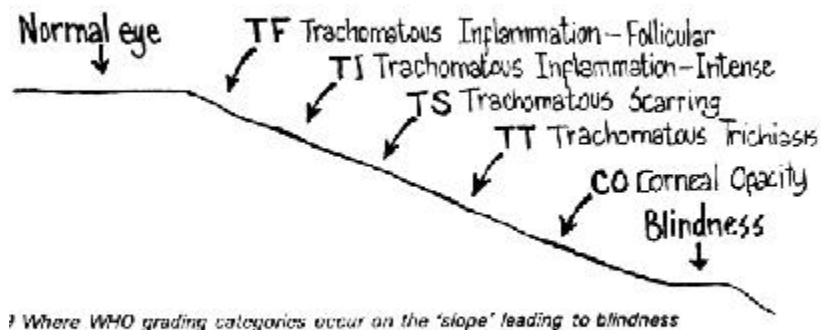 Normal eye
TF Trachomatous Inflammation-Follicular
TI Trachomatous Inflammation-Intense
TS Trachomatous Scarring
TT Trachomatous Trichiasis
CO Corneal Opacity
Blindness
Where WHO grading categories occur on the 'slope' leading to blindness